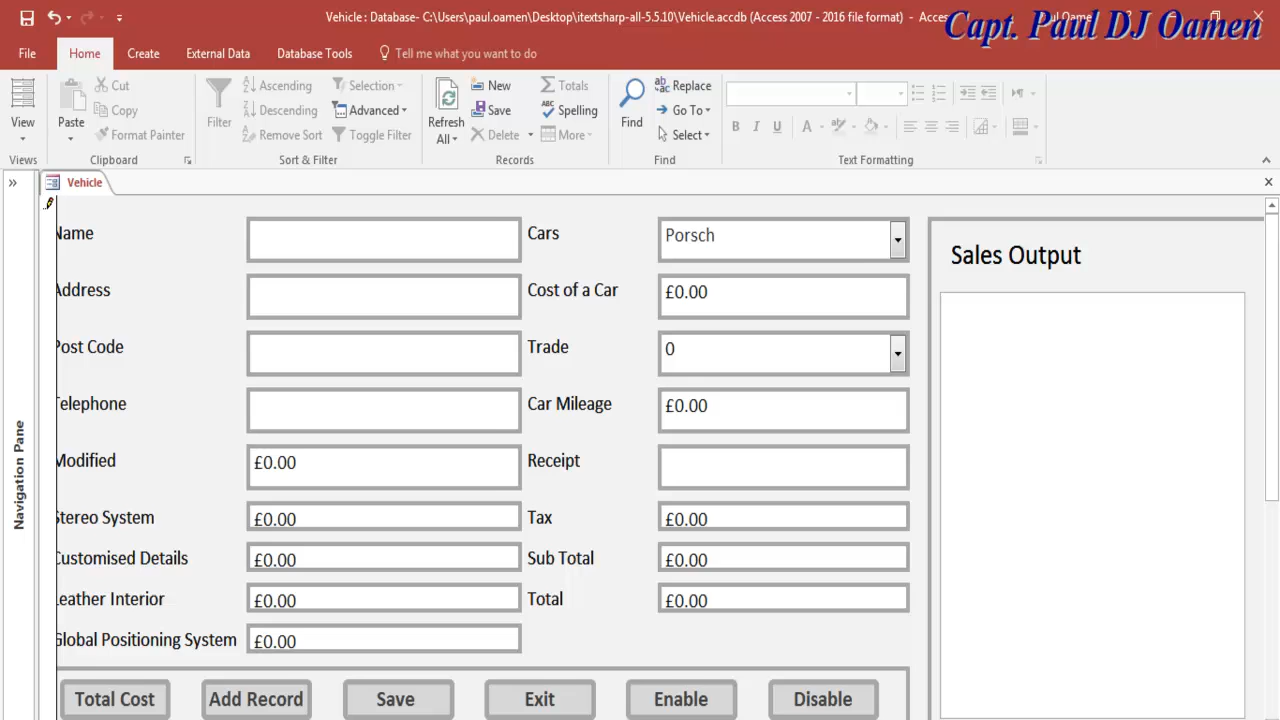 Vehicle : Database- C:\Users\paul.oamen\Desktop\itextsharp-all-5.5.10\Vehicle.accdb (Access 2007 - 2016 file format) - Acces
Capt. Paul DJ Oamen
File Home Create External Data Database Tools Tell me what you want to do
View
Views
Paste
Cut
Copy
Format Painter
Clipboard
Filter
Ascending
Descending
Remove Sort
Selection
Advanced
Toggle Filter
Sort & Filter
Refresh
All
New
Save
Delete
Totals
Spelling
More
Records
Find
Replace
Go To
Select
Find
B I U A
Text Formatting
Vehicle
Navigation Pane
Name
Address
Post Code
Telephone
Modified £0.00
Stereo System £0.00
Customised Details £0.00
Leather Interior £0.00
Global Positioning System £0.00
Cars Porsch
Cost of a Car £0.00
Trade 0
Car Mileage £0.00
Receipt
Tax £0.00
Sub Total £0.00
Total £0.00
Sales Output
Total Cost Add Record Save Exit Enable Disable